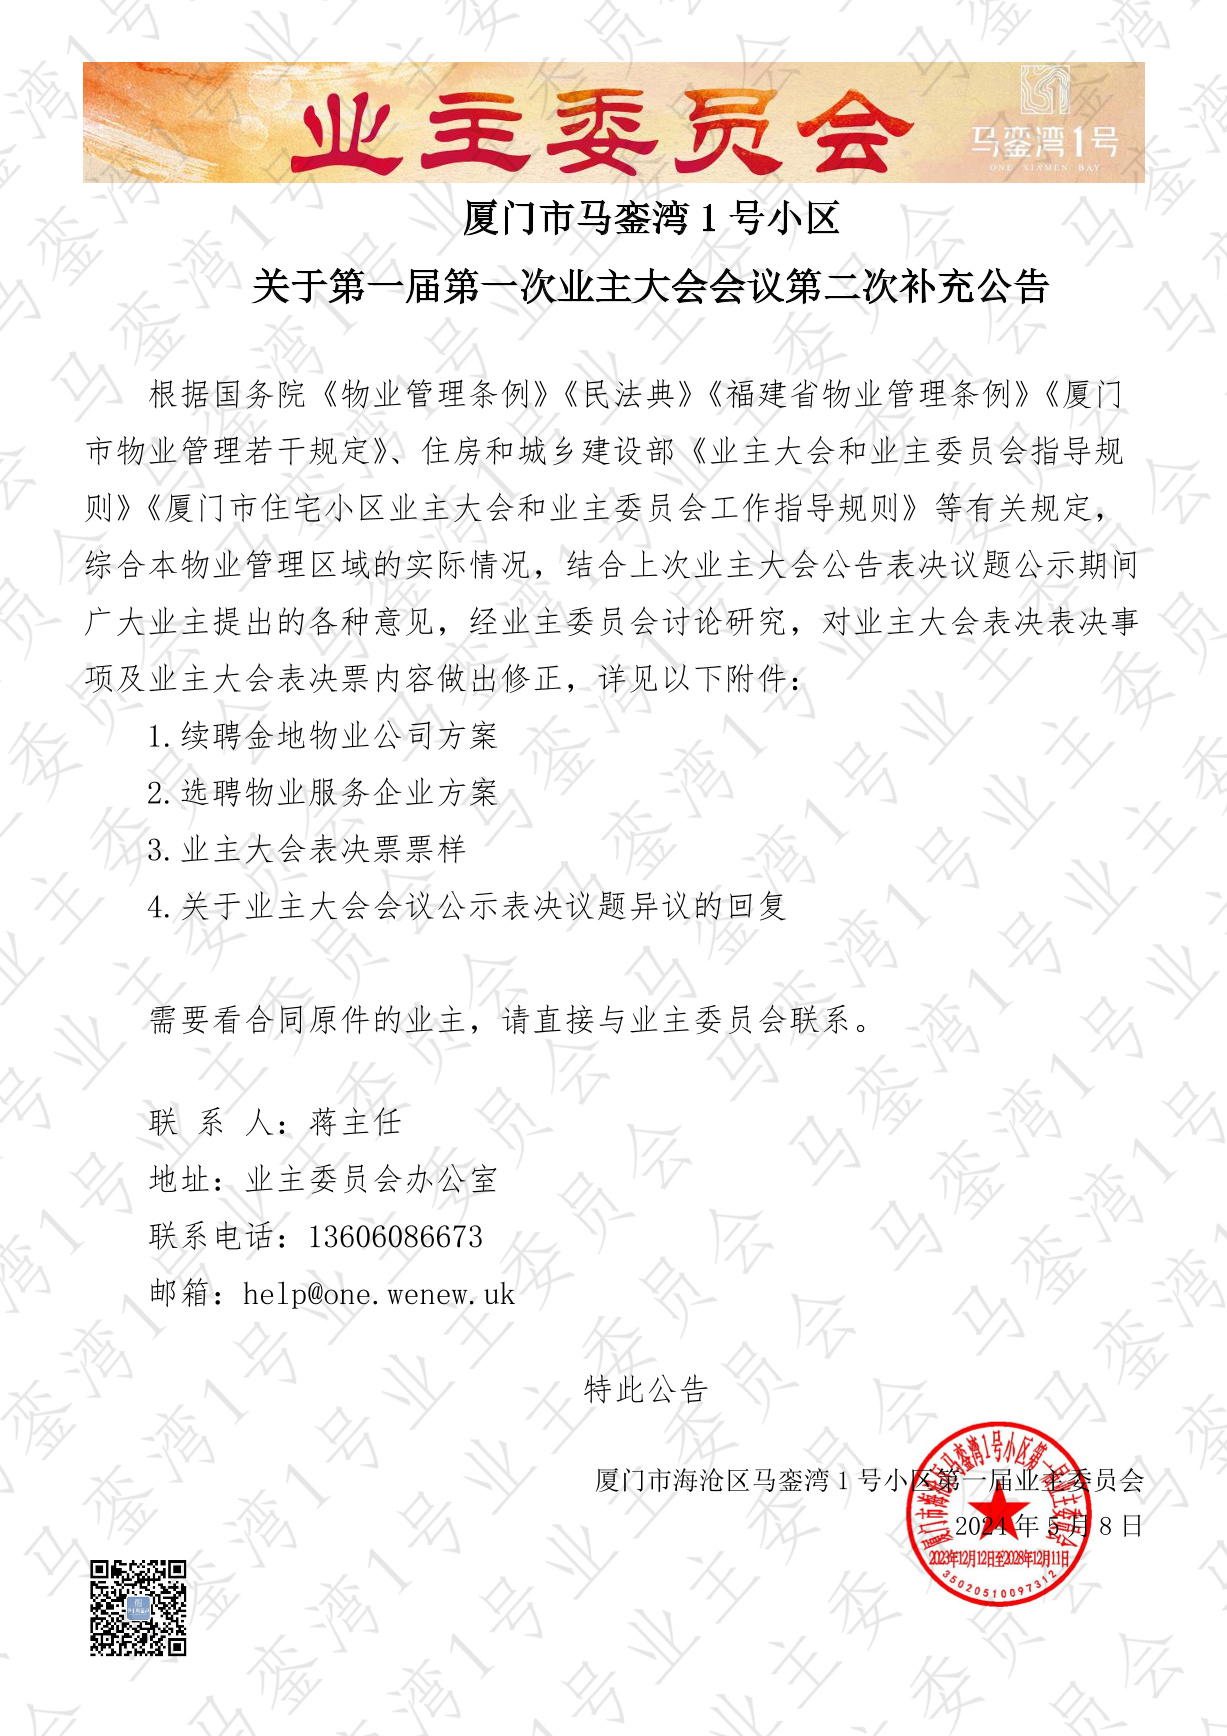 业主委员会
马銮湾1号
ONE XIAMEN BAY
厦门市马銮湾 1 号小区
关于第一届第一次业主大会会议第二次补充公告
根据国务院《物业管理条例》《民法典》《福建省物业管理条例》《厦门
市物业管理若干规定》、住房和城乡建设部《业主大会和业主委员会指导规
则》《厦门市住宅小区业主大会和业主委员会工作指导规则》等有关规定，
综合本物业管理区域的实际情况，结合上次业主大会公告表决议题公示期间
广大业主提出的各种意见，经业主委员会讨论研究，对业主大会表决表决事
项及业主大会表决票内容做出修正，详见以下附件：
1.续聘金地物业公司方案
2.选聘物业服务企业方案
3.业主大会表决票票样
4.关于业主大会会议公示表决议题异议的回复
需要看合同原件的业主，请直接与业主委员会联系。
联 系 人：蒋主任
地址：业主委员会办公室
联系电话：13606086673
邮箱：help@one.wenew.uk
特此公告
厦门市海沧区马銮湾 1 号小区第一届业主委员会
2024 年 5 月 8 日
厦门市海沧区马銮湾1号小区第一届业主委员会
2023年12月12日至2028年12月11日
35020510097312
马銮湾1号业主委员会